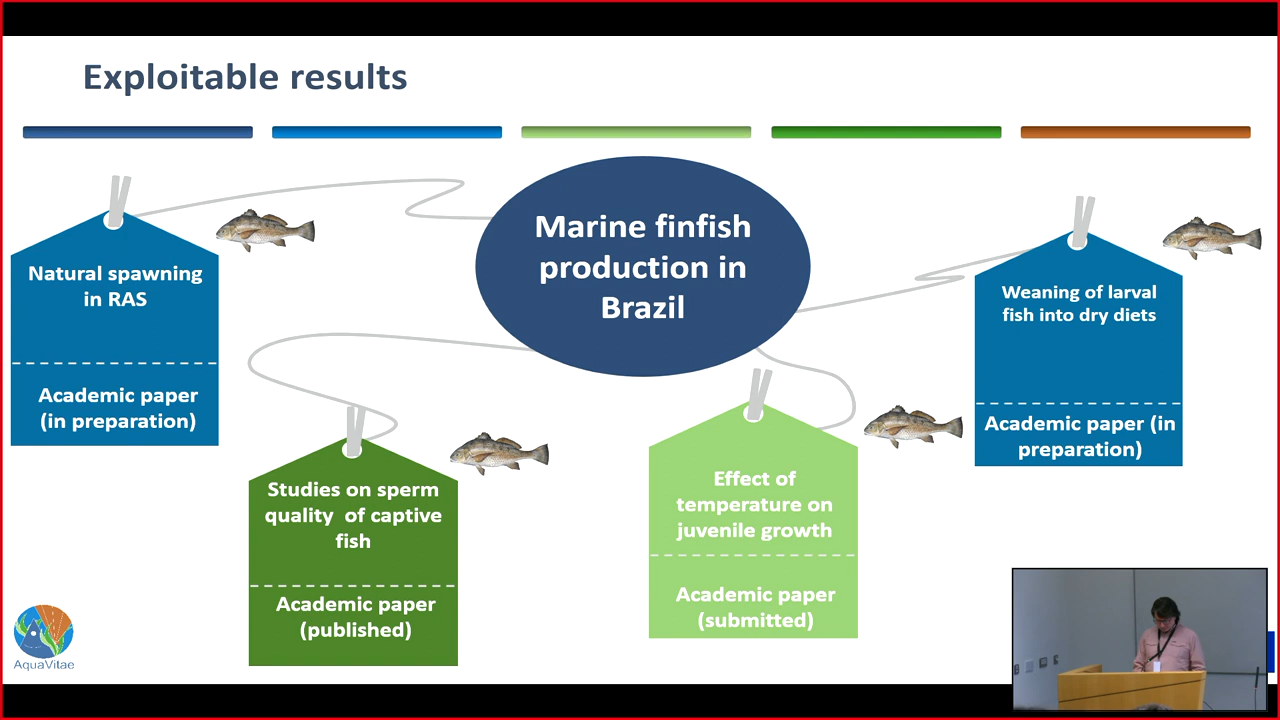 Exploitable results
Marine finfish
production in
Brazil
Natural spawning
in RAS
Academic paper
(in preparation)
Studies on sperm
quality of captive
fish
Academic paper
(published)
Effect of
temperature on
juvenile growth
Academic paper
(submitted)
Weaning of larval
fish into dry diets
Academic paper (in
preparation)
AquaVitae